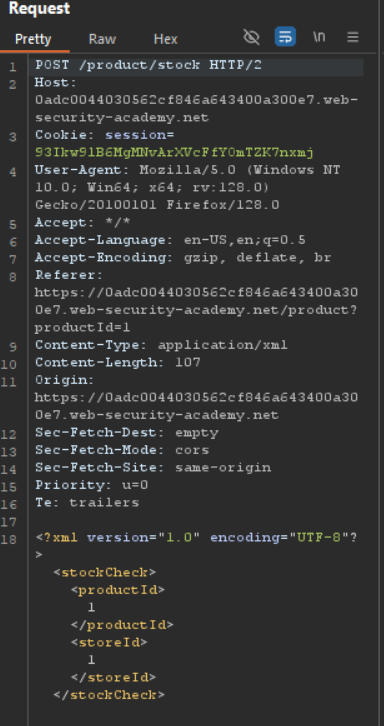 Request
Pretty Raw Hex \n
1 POST /product/stock HTTP/2
2 Host:
0adc0044030562cf846a643400a300e7.web-
security-academy.net
3 Cookie: session=
93Ikw91B6MgMNvArXVcFfY0mTZK7nxmj
4 User-Agent: Mozilla/5.0 (Windows NT
10.0; Win64; x64; rv:128.0)
Gecko/20100101 Firefox/128.0
5 Accept: */*
6 Accept-Language: en-US,en;q=0.5
7 Accept-Encoding: gzip, deflate, br
8 Referer:
https://0adc0044030562cf846a643400a30
0e7.web-security-academy.net/product?
productId=1
9 Content-Type: application/xml
10 Content-Length: 107
11 Origin:
https://0adc0044030562cf846a643400a30
0e7.web-security-academy.net
12 Sec-Fetch-Dest: empty
13 Sec-Fetch-Mode: cors
14 Sec-Fetch-Site: same-origin
15 Priority: u=0
16 Te: trailers
17
18 <?xml version="1.0" encoding="UTF-8"?
>
<stockCheck>
<productId>
1
</productId>
<storeId>
1
</storeId>
</stockCheck>